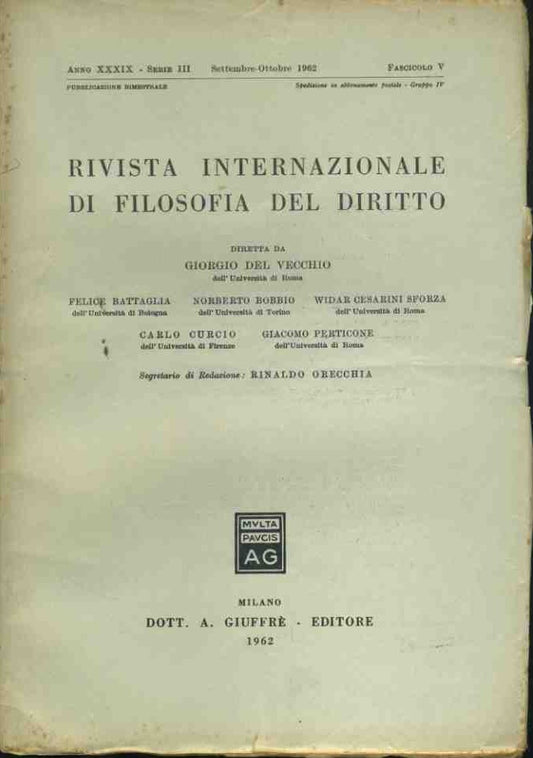 ANNO XXXIX - SERIE III Settembre-Ottobre 1962 FASCICOLO V
PUBBLICAZIONE BIMESTRALE Spedizione in abbonamento postale - Gruppo IV
RIVISTA INTERNAZIONALE
DI FILOSOFIA DEL DIRITTO
DIRETTA DA
GIORGIO DEL VECCHIO
dell'Università di Roma
FELICE BATTAGLIA NORBERTO BOBBIO WIDAR CESARINI SFORZA
dell'Università di Bologna dell'Università di Torino dell'Università di Roma
CARLO CURCIO GIACOMO PERTICONE
dell'Università di Firenze dell'Università di Roma
Segretario di Redazione: RINALDO ORECCHIA
MVLTA
PAVCIS
AG
MILANO
DOTT. A. GIUFFRÈ - EDITORE
1962